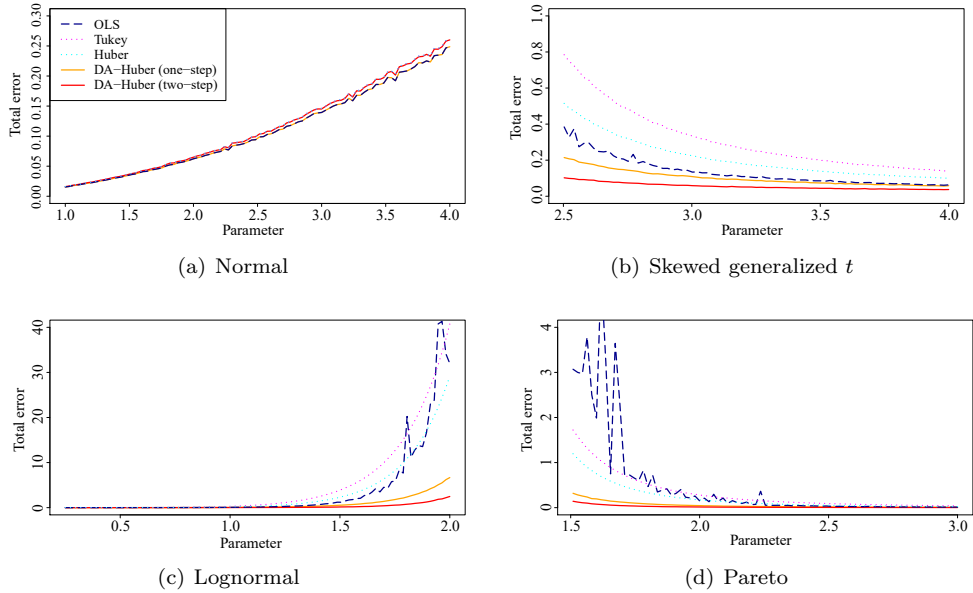 0.30
0.25
0.20
0.15
0.10
0.05
0.00
Total error
OLS
Tukey
Huber
DA−Huber (one−step)
DA−Huber (two−step)
1.0 1.5 2.0 2.5 3.0 3.5 4.0
Parameter
(a) Normal
1.0
0.8
0.6
0.4
0.2
0.0
Total error
2.5 3.0 3.5 4.0
Parameter
(b) Skewed generalized t
40
30
20
10
0
Total error
0.5 1.0 1.5 2.0
Parameter
(c) Lognormal
4
3
2
1
0
Total error
1.5 2.0 2.5 3.0
Parameter
(d) Pareto